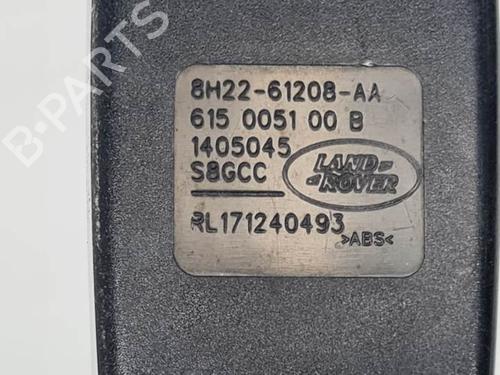 B-PARTS
8H22-61208-AA
615 0051 00 B
1405045
S8GCC
LAND
ROVER
RL171240493
>ABS<